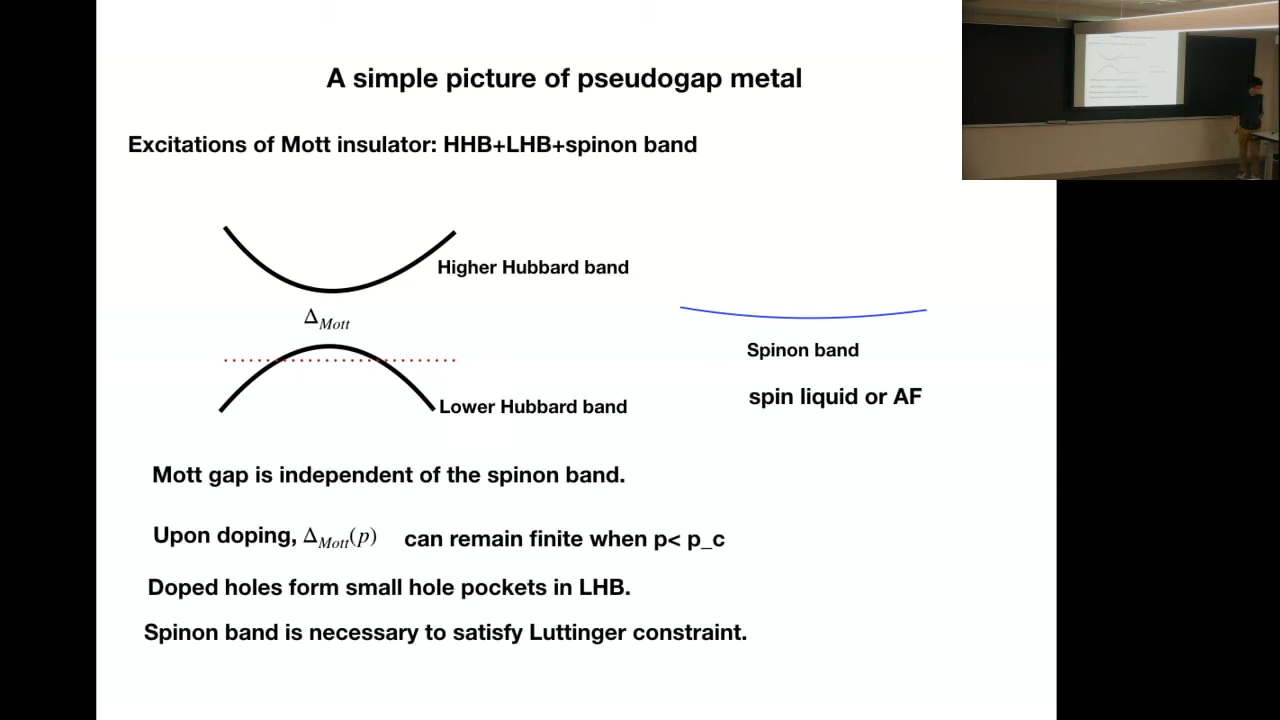 A simple picture of pseudogap metal
Excitations of Mott insulator: HHB+LHB+spinon band
Higher Hubbard band
Δ_Mott
Spinon band
spin liquid or AF
Lower Hubbard band
Mott gap is independent of the spinon band.
Upon doping, Δ_Mott(p) can remain finite when p< p_c
Doped holes form small hole pockets in LHB.
Spinon band is necessary to satisfy Luttinger constraint.